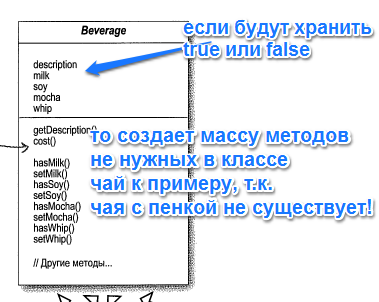 Beverage
если будут хранить
true или false
description
milk
soy
mocha
whip
getDescription()
cost()
то создает массу методов
не нужных в классе
чай к примеру, т.к.
чая с пенкой не существует!
hasMilk()
setMilk()
hasSoy()
setSoy()
hasMocha()
setMocha()
hasWhip()
setWhip()
// Другие методы...